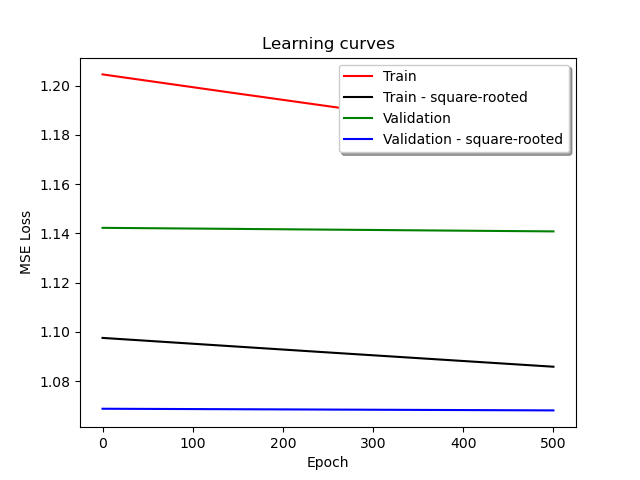 Learning curves
Train
Train - square-rooted
Validation
Validation - square-rooted
MSE Loss
1.20
1.18
1.16
1.14
1.12
1.10
1.08
0 100 200 300 400 500
Epoch